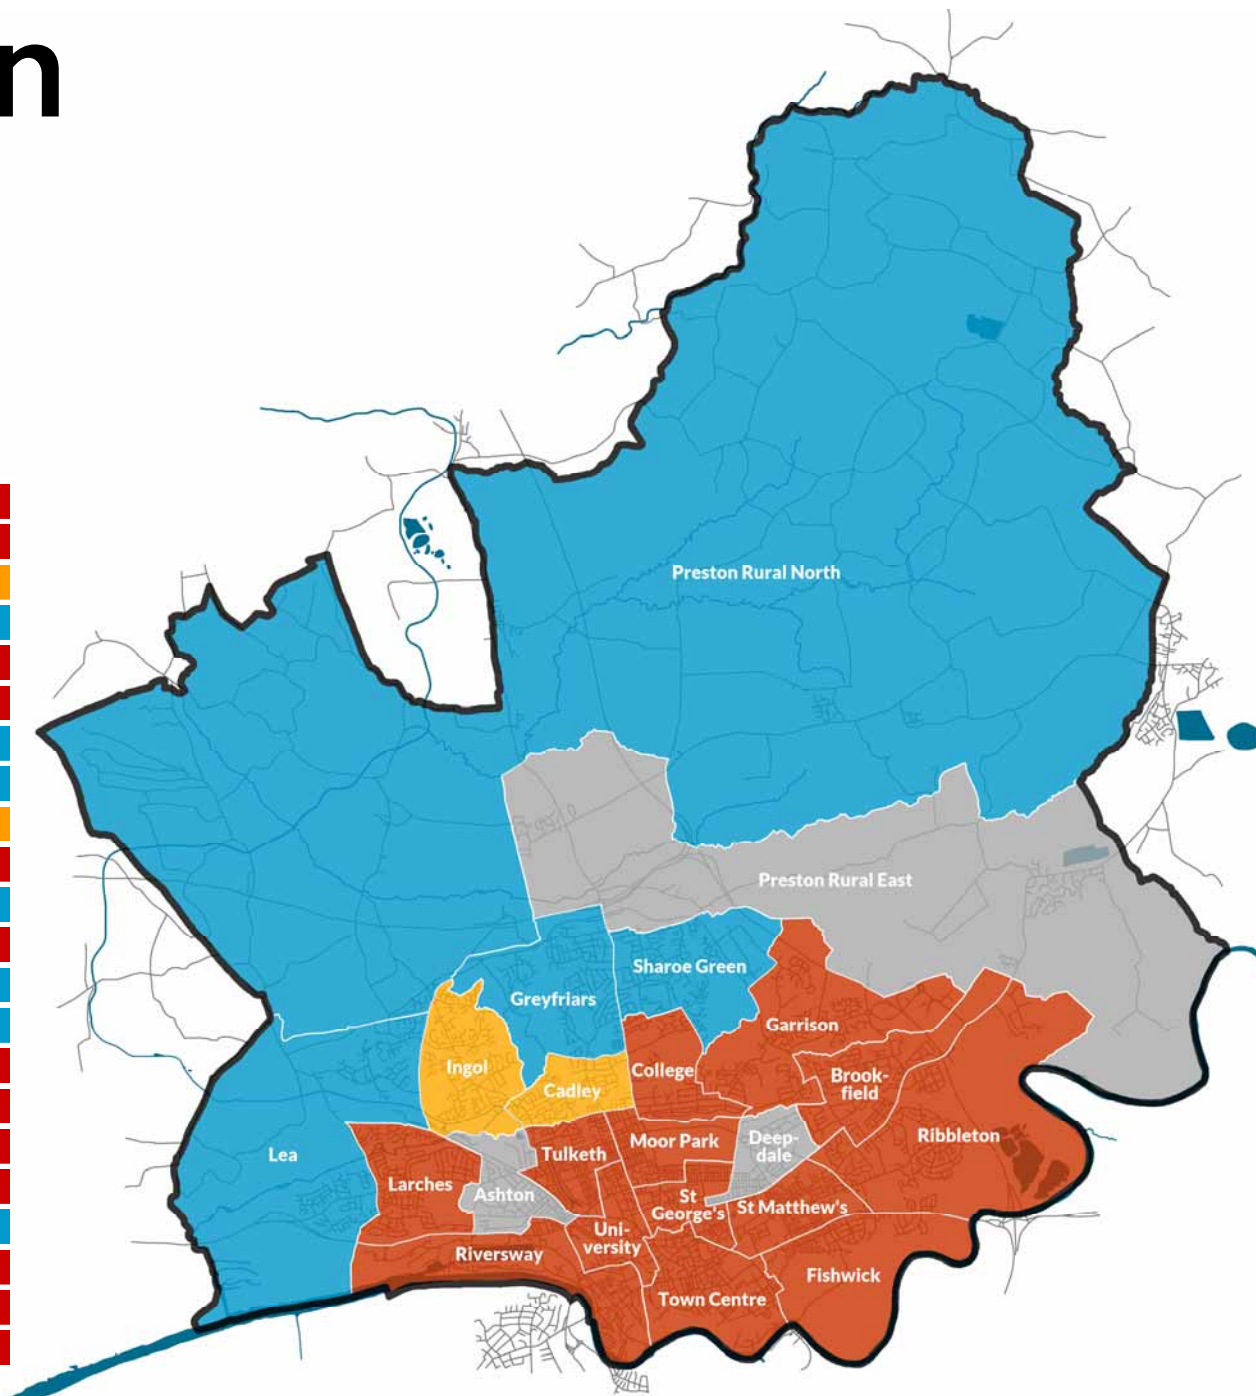 n
Preston Rural North
Preston Rural East
Sharoe Green
Greyfriars
Garrison
Ingol
College
Cadley
Brook-
field
Ribbleton
Moor Park
Deep-
dale
Tulketh
Lea
Larches
Ashton
St
George's
St Matthew's
Uni-
versity
Riversway
Fishwick
Town Centre